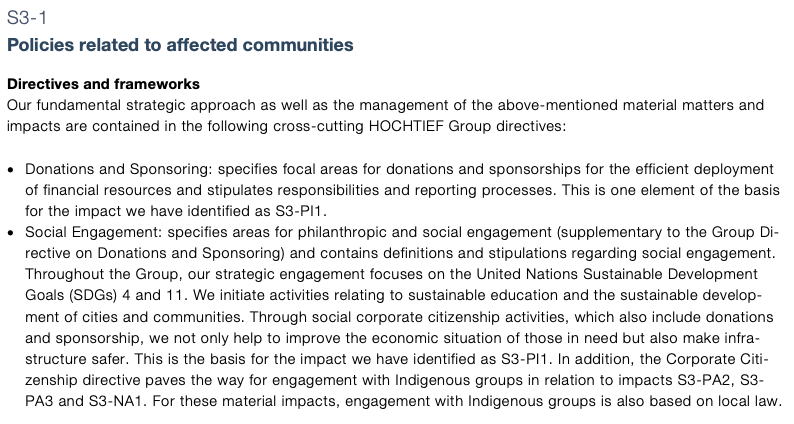 S3-1
Policies related to affected communities
Directives and frameworks
Our fundamental strategic approach as well as the management of the above-mentioned material matters and
impacts are contained in the following cross-cutting HOCHTIEF Group directives:
• Donations and Sponsoring: specifies focal areas for donations and sponsorships for the efficient deployment
of financial resources and stipulates responsibilities and reporting processes. This is one element of the basis
for the impact we have identified as S3-PI1.
• Social Engagement: specifies areas for philanthropic and social engagement (supplementary to the Group Di-
rective on Donations and Sponsoring) and contains definitions and stipulations regarding social engagement.
Throughout the Group, our strategic engagement focuses on the United Nations Sustainable Development
Goals (SDGs) 4 and 11. We initiate activities relating to sustainable education and the sustainable develop-
ment of cities and communities. Through social corporate citizenship activities, which also include donations
and sponsorship, we not only help to improve the economic situation of those in need but also make infra-
structure safer. This is the basis for the impact we have identified as S3-PI1. In addition, the Corporate Citi-
zenship directive paves the way for engagement with Indigenous groups in relation to impacts S3-PA2, S3-
PA3 and S3-NA1. For these material impacts, engagement with Indigenous groups is also based on local law.